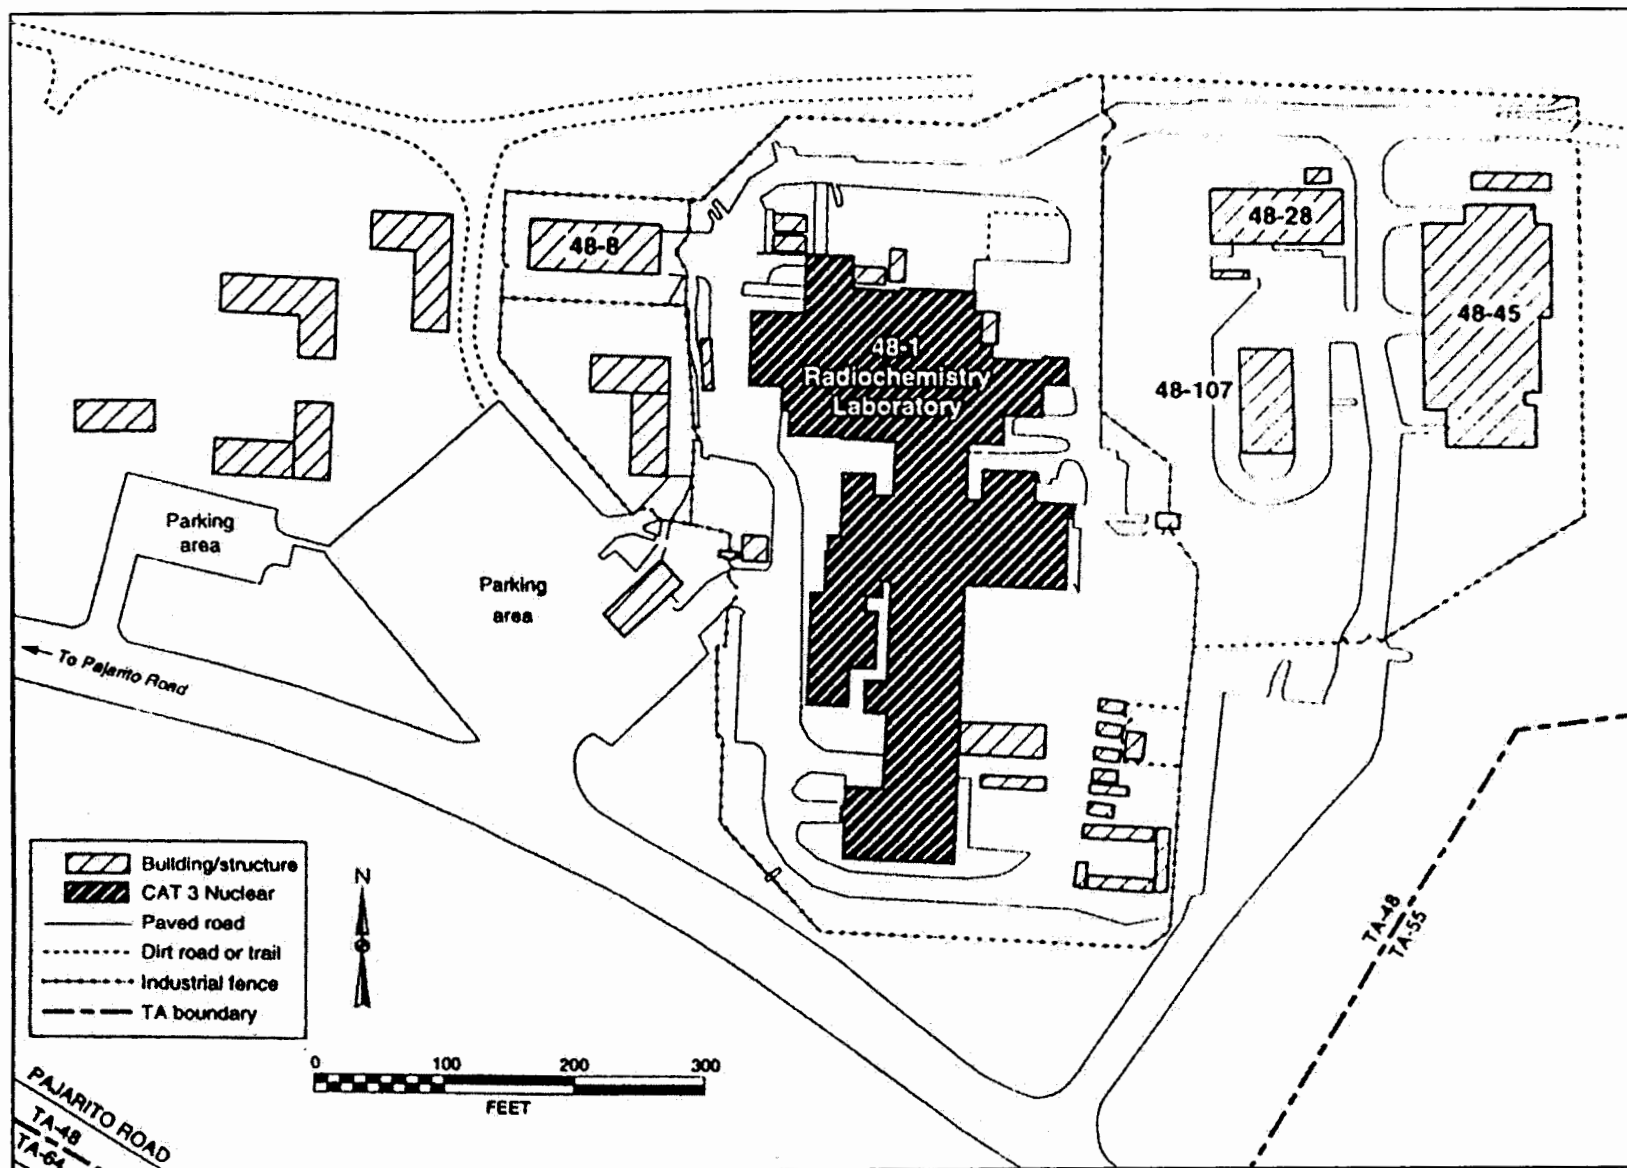 48-8
48-28
48-45
48-1
Radiochemistry
Laboratory
48-107
Parking
area
Parking
area
To Pajarito Road
Building/structure
CAT 3 Nuclear
Paved road
Dirt road or trail
Industrial fence
TA boundary
N
0 100 200 300
FEET
TA-48
TA-55
PAJARITO ROAD
TA-48
TA-64